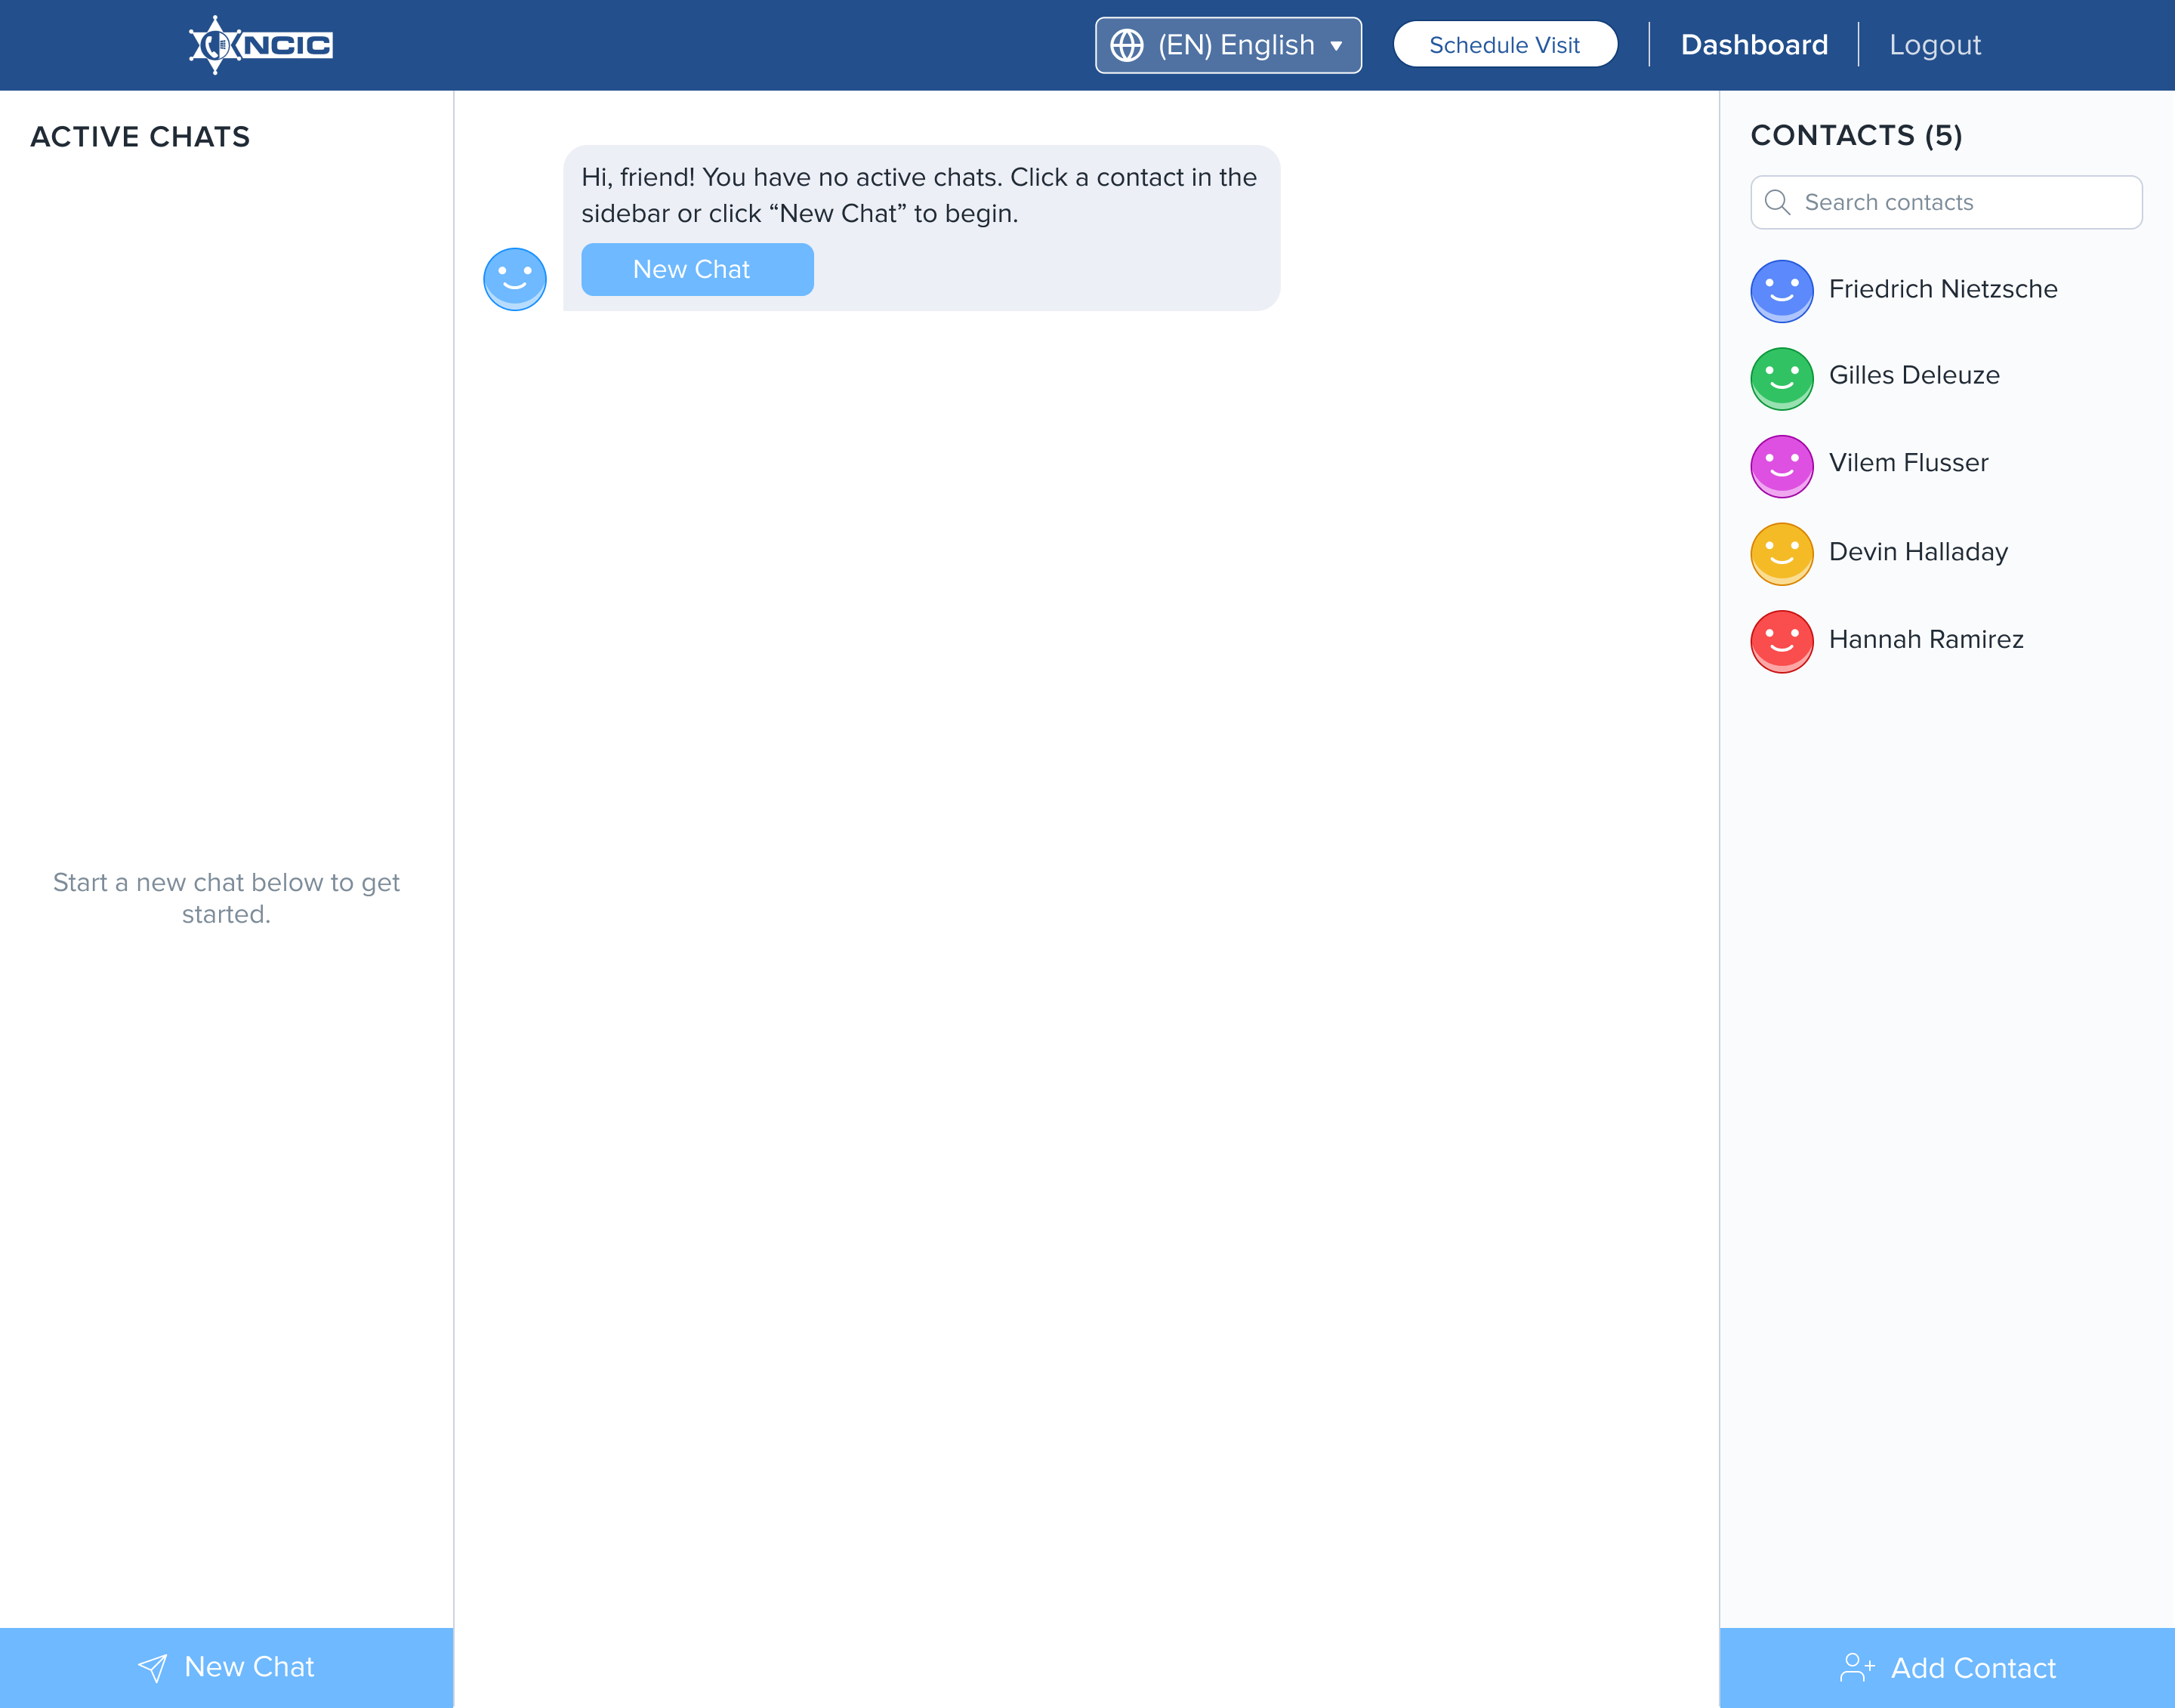 NCIC
(EN) English
Schedule Visit
Dashboard
Logout
ACTIVE CHATS
Start a new chat below to get
started.
New Chat
Hi, friend! You have no active chats. Click a contact in the
sidebar or click “New Chat” to begin.
New Chat
CONTACTS (5)
Search contacts
Friedrich Nietzsche
Gilles Deleuze
Vilem Flusser
Devin Halladay
Hannah Ramirez
Add Contact